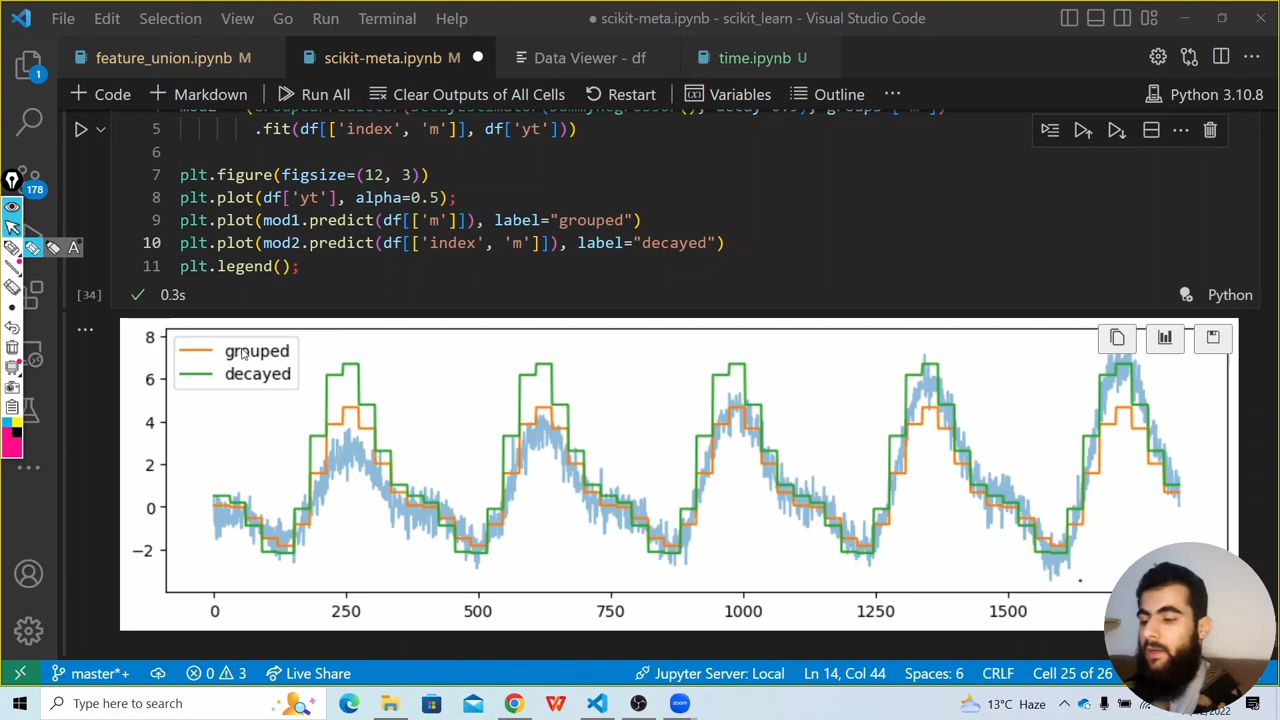 File Edit Selection View Go Run Terminal Help
● scikit-meta.ipynb - scikit_learn - Visual Studio Code
feature_union.ipynb M scikit-meta.ipynb M Data Viewer - df time.ipynb U
Code Markdown Run All Clear Outputs of All Cells Restart Variables Outline ... Python 3.10.8
5 .fit(df[['index', 'm']], df['yt']))
6
7 plt.figure(figsize=(12, 3))
8 plt.plot(df['yt'], alpha=0.5);
9 plt.plot(mod1.predict(df[['m']]), label="grouped")
10 plt.plot(mod2.predict(df[['index', 'm']]), label="decayed")
11 plt.legend();
[34] 0.3s Python
1
178
A
grouped
decayed
8
6
4
2
0
−2
0 250 500 750 1000 1250 1500
master*+ 0 3 Live Share Jupyter Server: Local Ln 14, Col 44 Spaces: 6 CRLF Cell 25 of 26
Type here to search 13°C Haze